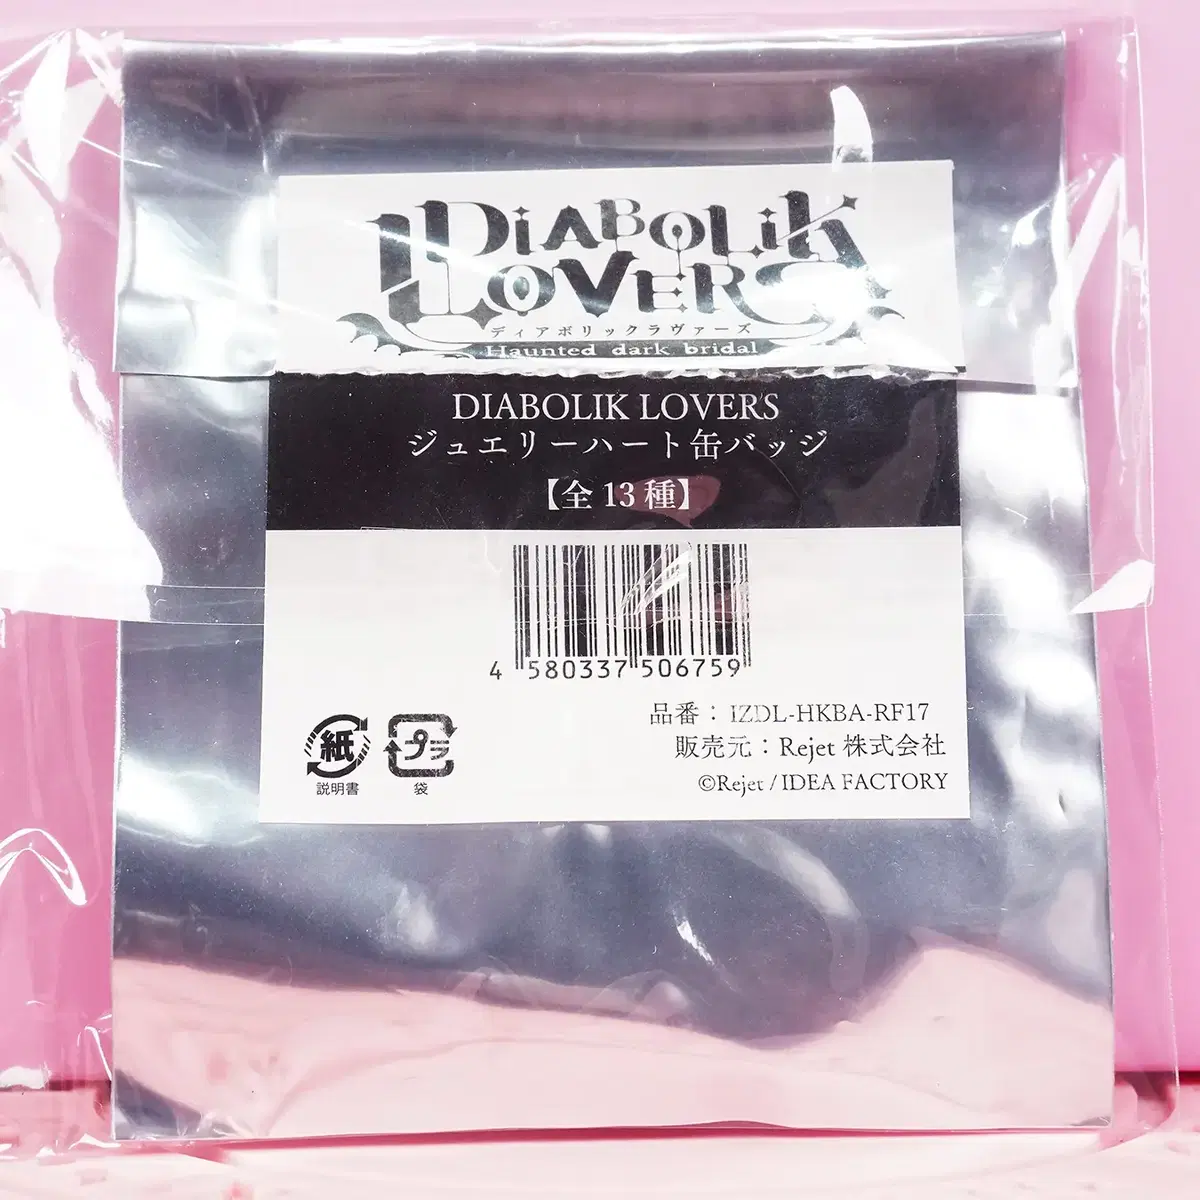 DIABOLIK
LOVERS
ディアボリックラヴァーズ
Haunted dark bridal
DIABOLIK LOVERS
ジュエリーハート缶バッジ
【全13種】
4 580337 506759
品番：IZDL-HKBA-RF17
販売元：Rejet 株式会社
©Rejet / IDEA FACTORY
紙
説明書
プラ
袋